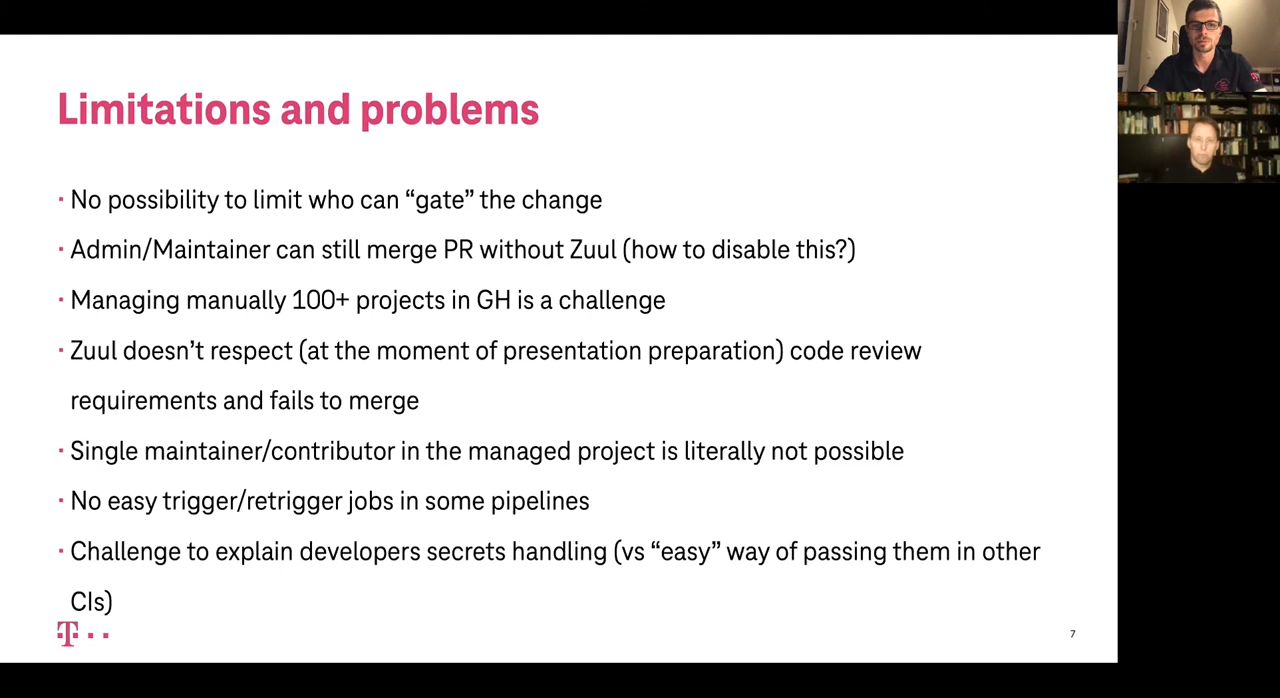 Limitations and problems
· No possibility to limit who can “gate” the change
· Admin/Maintainer can still merge PR without Zuul (how to disable this?)
· Managing manually 100+ projects in GH is a challenge
· Zuul doesn’t respect (at the moment of presentation preparation) code review
requirements and fails to merge
· Single maintainer/contributor in the managed project is literally not possible
· No easy trigger/retrigger jobs in some pipelines
· Challenge to explain developers secrets handling (vs “easy” way of passing them in other
CIs)
T
7